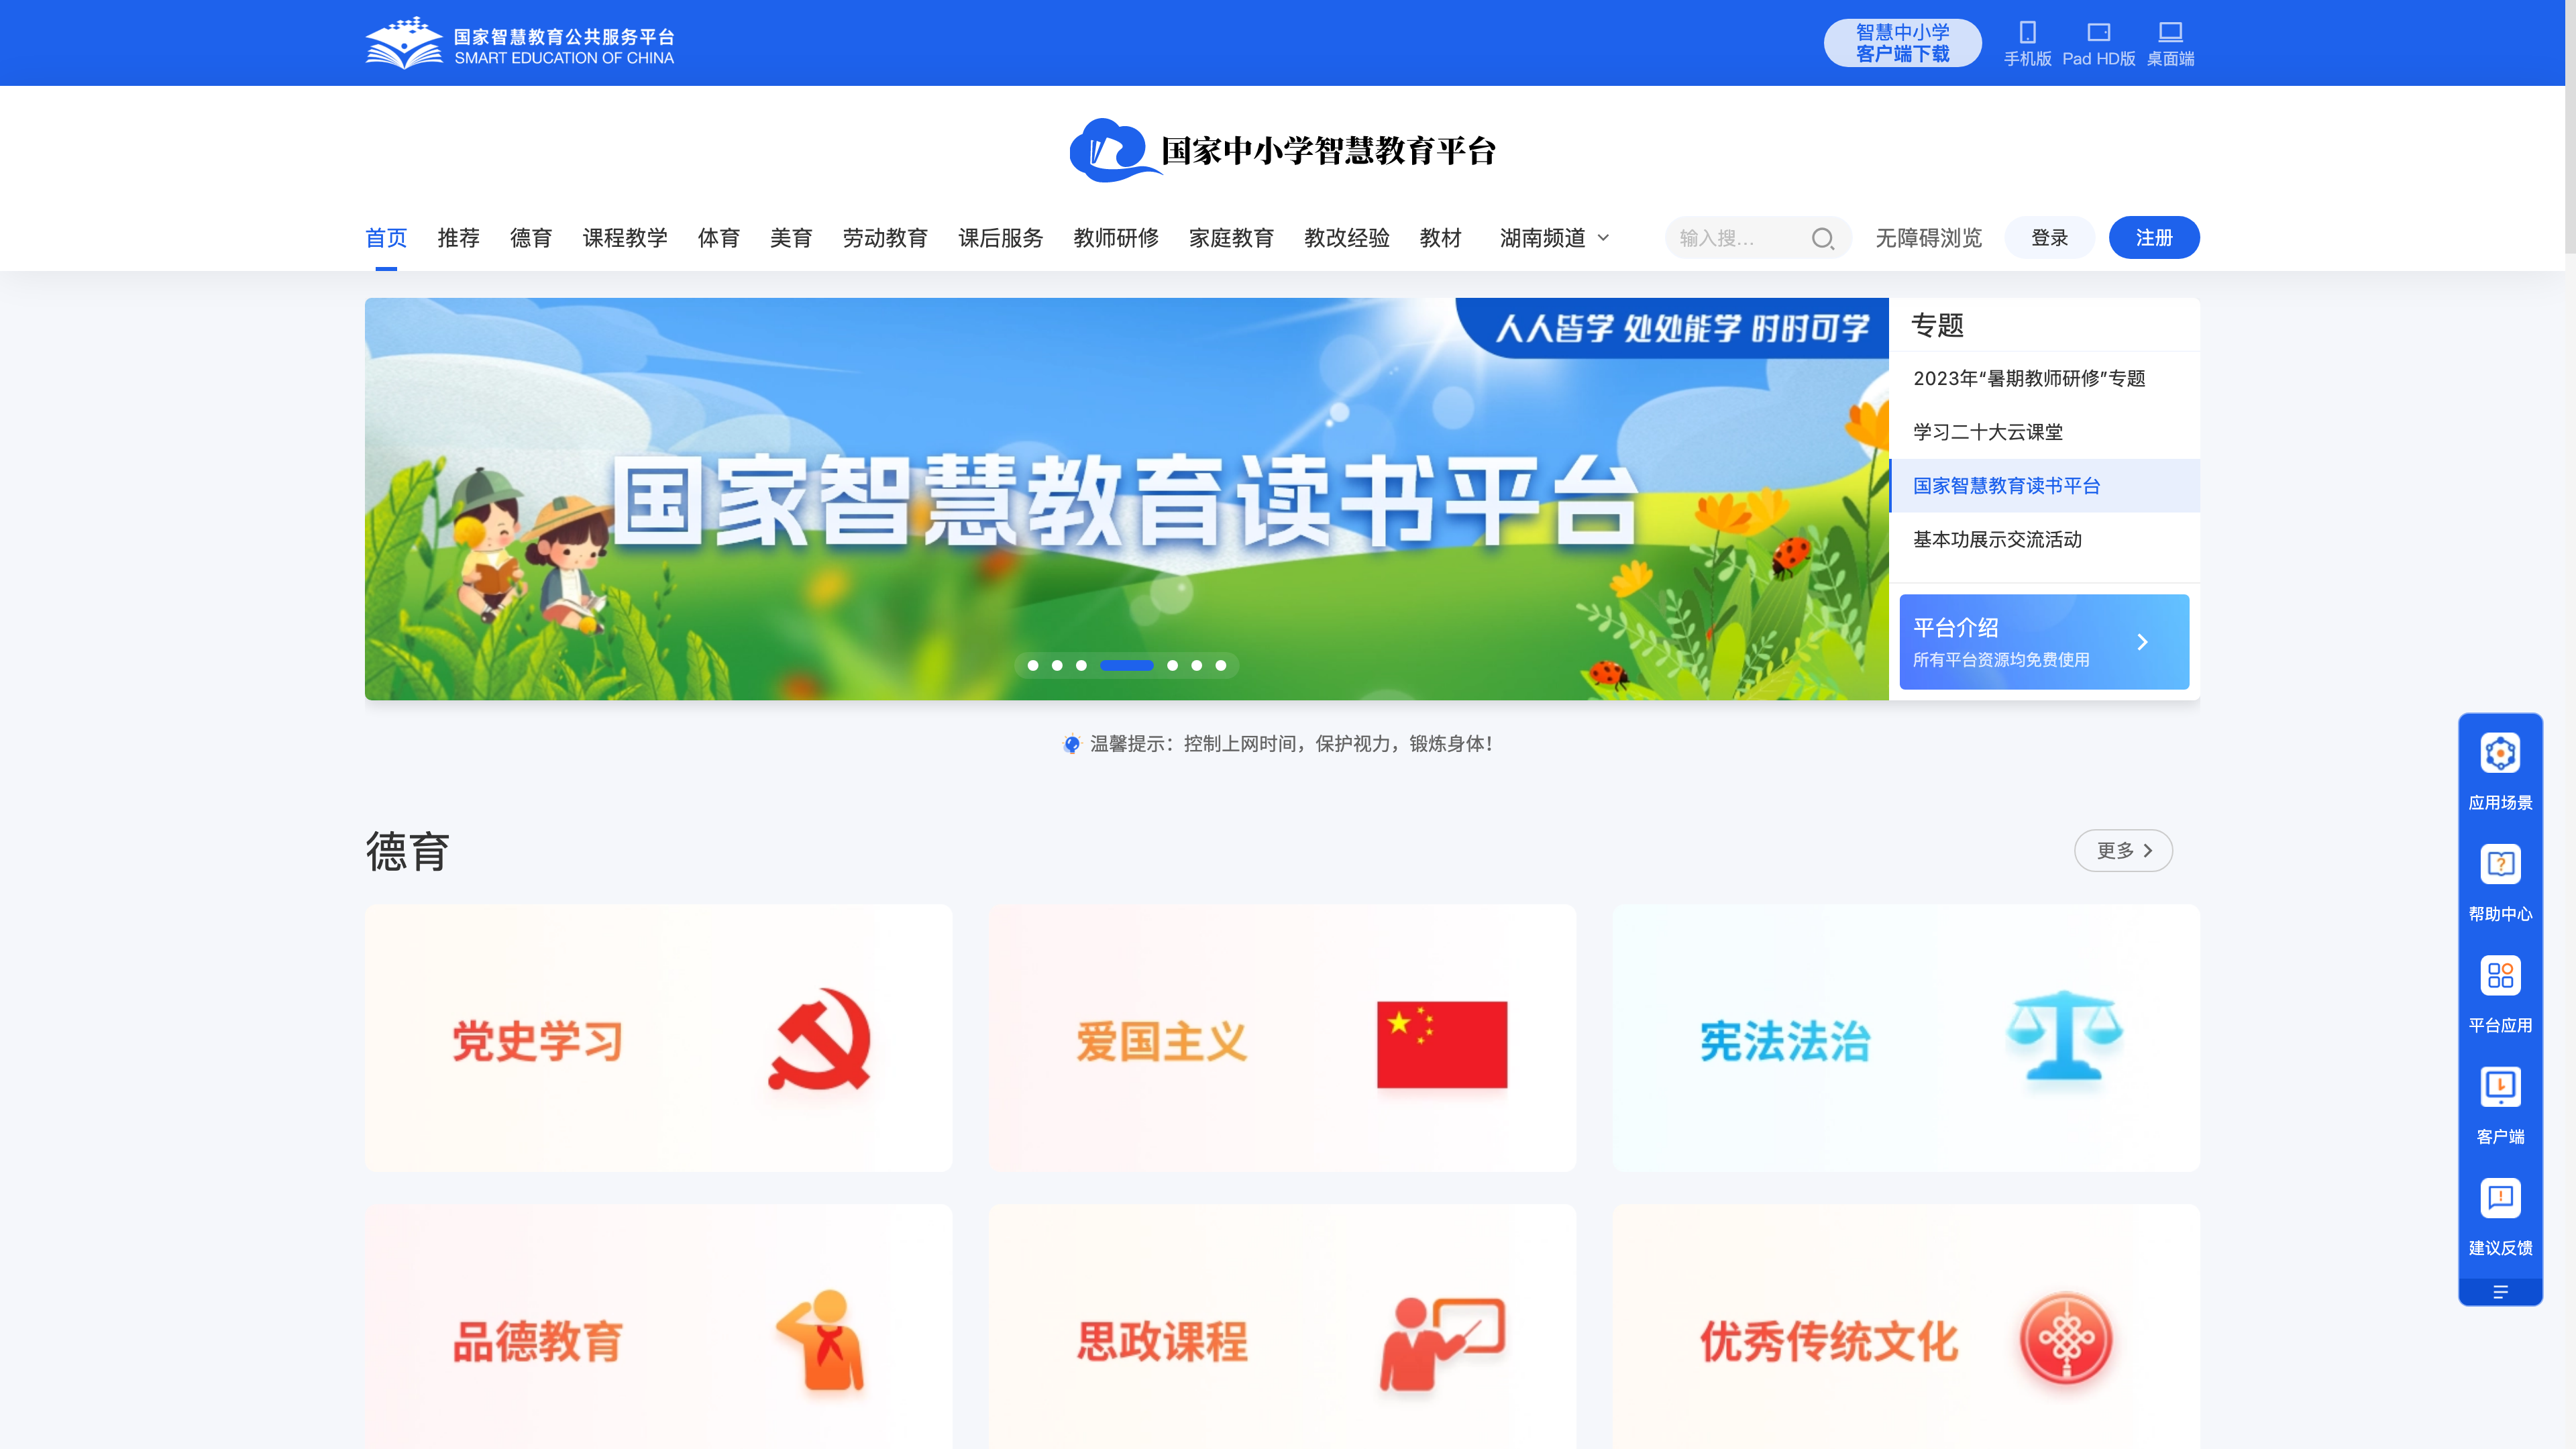 国家智慧教育公共服务平台
SMART EDUCATION OF CHINA
智慧中小学
客户端下载
手机版 Pad HD版 桌面端
国家中小学智慧教育平台
首页 推荐 德育 课程教学 体育 美育 劳动教育 课后服务 教师研修 家庭教育 教改经验 教材 湖南频道 输入搜... 无障碍浏览 登录 注册
人人皆学 处处能学 时时可学
国家智慧教育读书平台
专题
2023年“暑期教师研修”专题
学习二十大云课堂
国家智慧教育读书平台
基本功展示交流活动
平台介绍
所有平台资源均免费使用
温馨提示：控制上网时间，保护视力，锻炼身体！
德育 更多
党史学习 爱国主义 宪法法治
品德教育 思政课程 优秀传统文化
应用场景
帮助中心
平台应用
客户端
建议反馈